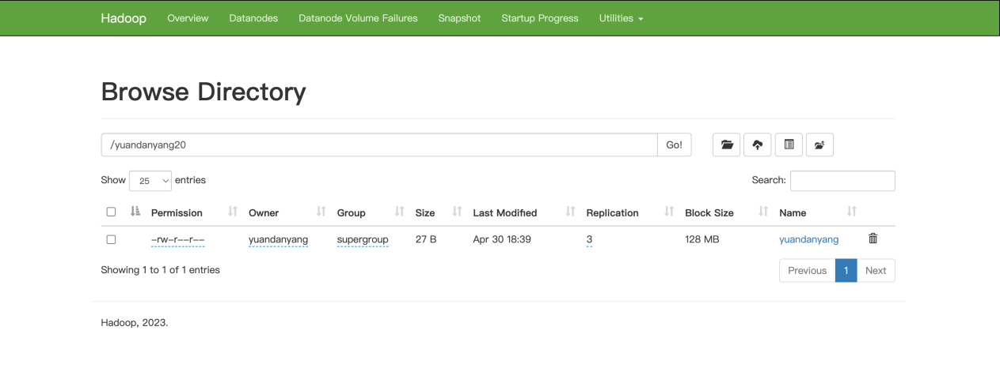 Hadoop Overview Datanodes Datanode Volume Failures Snapshot Startup Progress Utilities
Browse Directory
/yuandanyang20 Go!
Show 25 entries Search:
Permission Owner Group Size Last Modified Replication Block Size Name
-rw-r--r-- yuandanyang supergroup 27 B Apr 30 18:39 3 128 MB yuandanyang
Showing 1 to 1 of 1 entries Previous 1 Next
Hadoop, 2023.